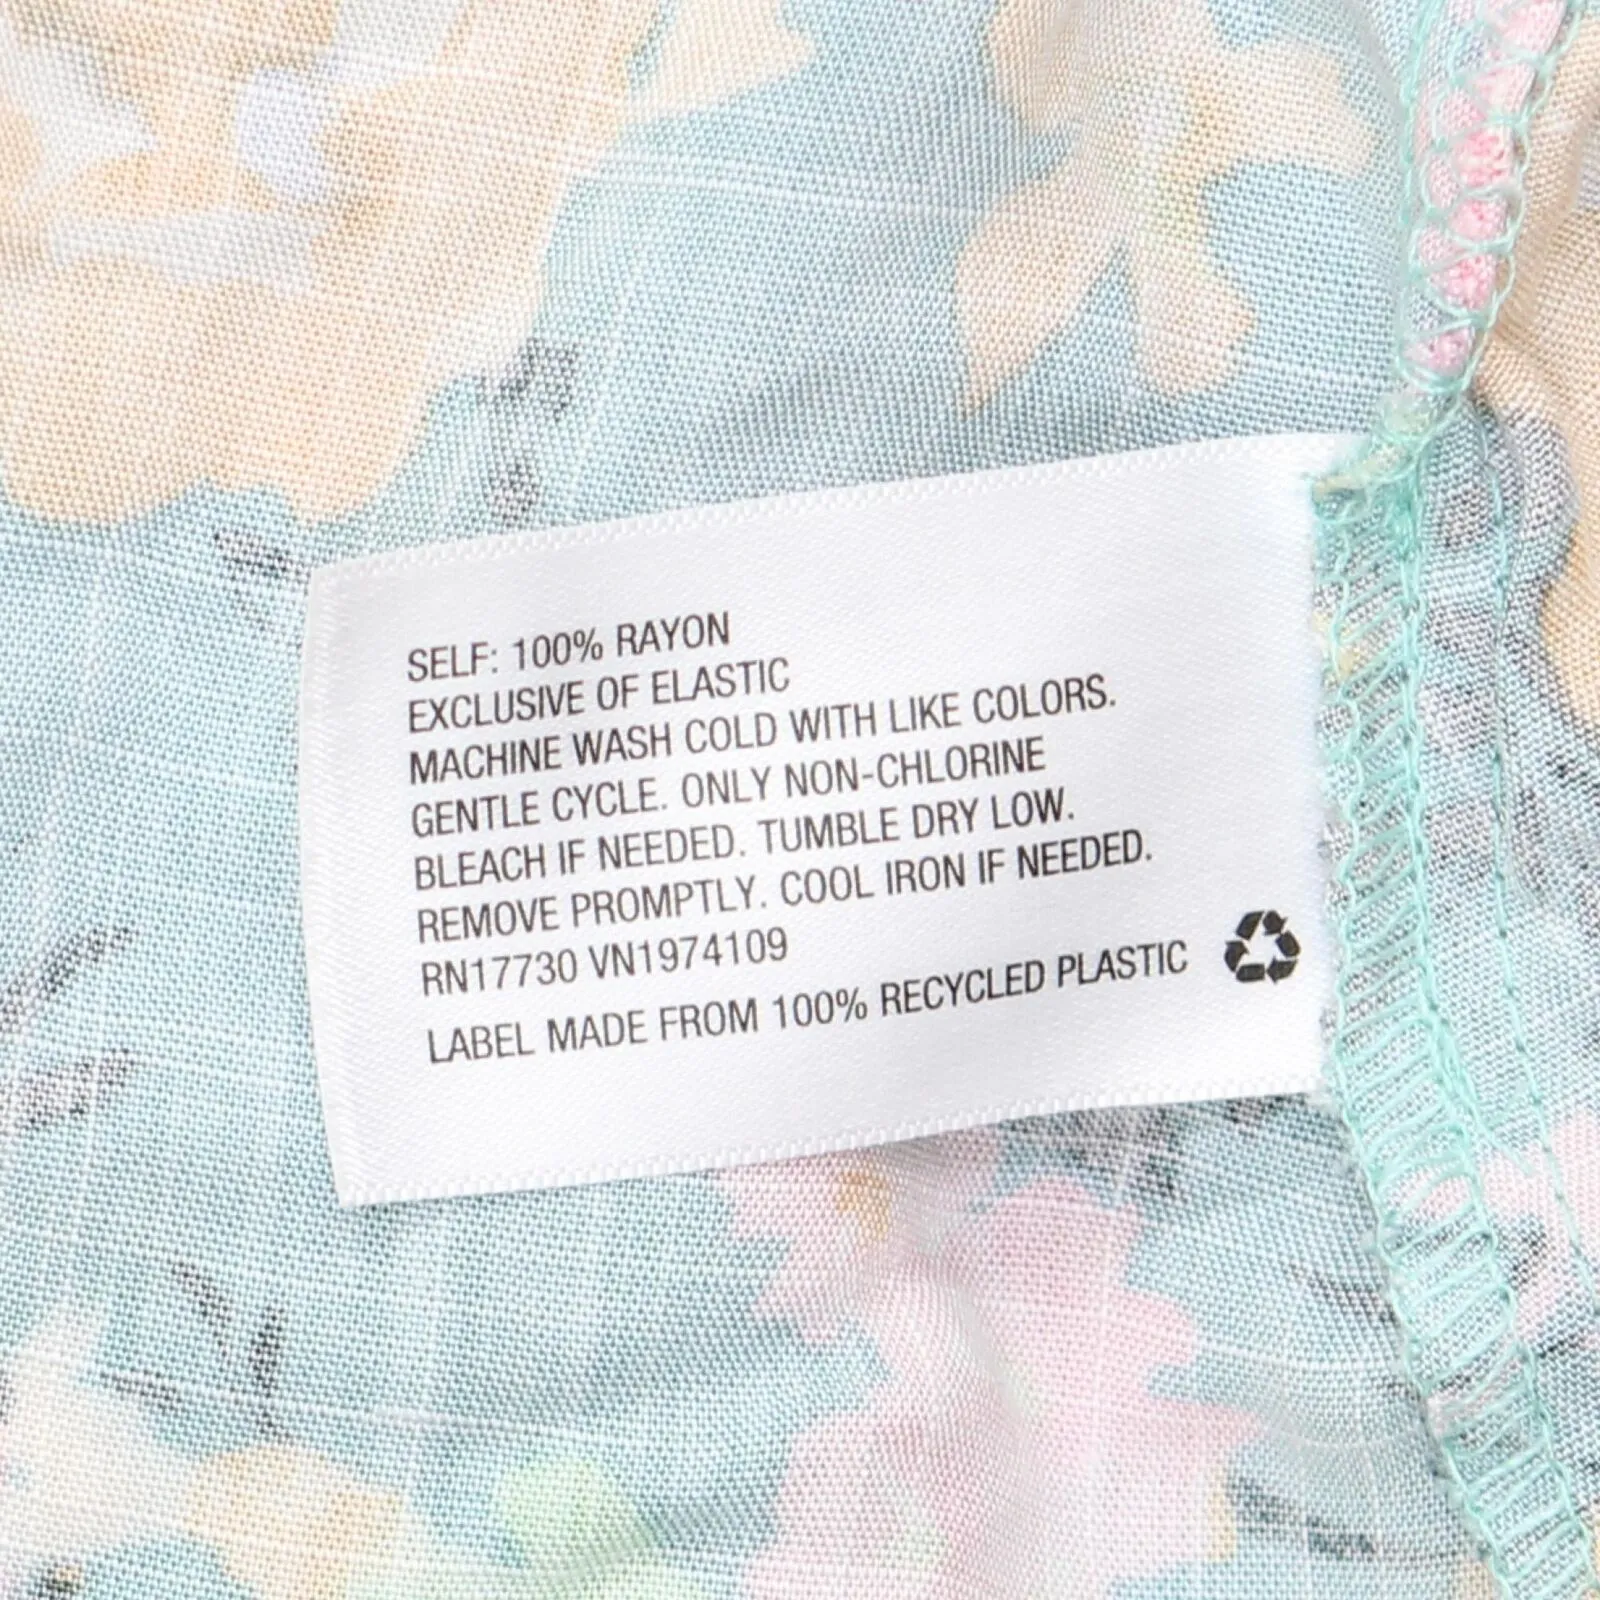 SELF: 100% RAYON
EXCLUSIVE OF ELASTIC
MACHINE WASH COLD WITH LIKE COLORS.
GENTLE CYCLE. ONLY NON-CHLORINE
BLEACH IF NEEDED. TUMBLE DRY LOW.
REMOVE PROMPTLY. COOL IRON IF NEEDED.
RN17730 VN1974109
LABEL MADE FROM 100% RECYCLED PLASTIC